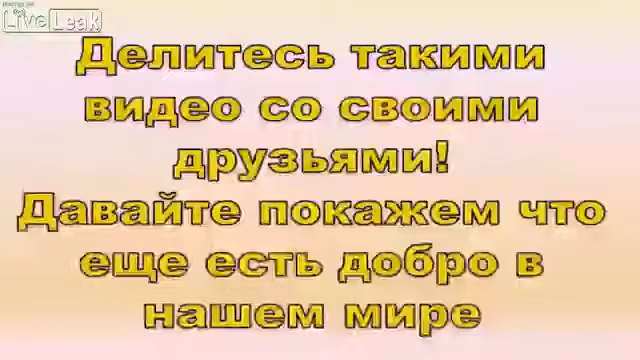 LiveLeak
Делитесь такими
видео со своими
друзьями!
Давайте покажем что
еще есть добро в
нашем мире